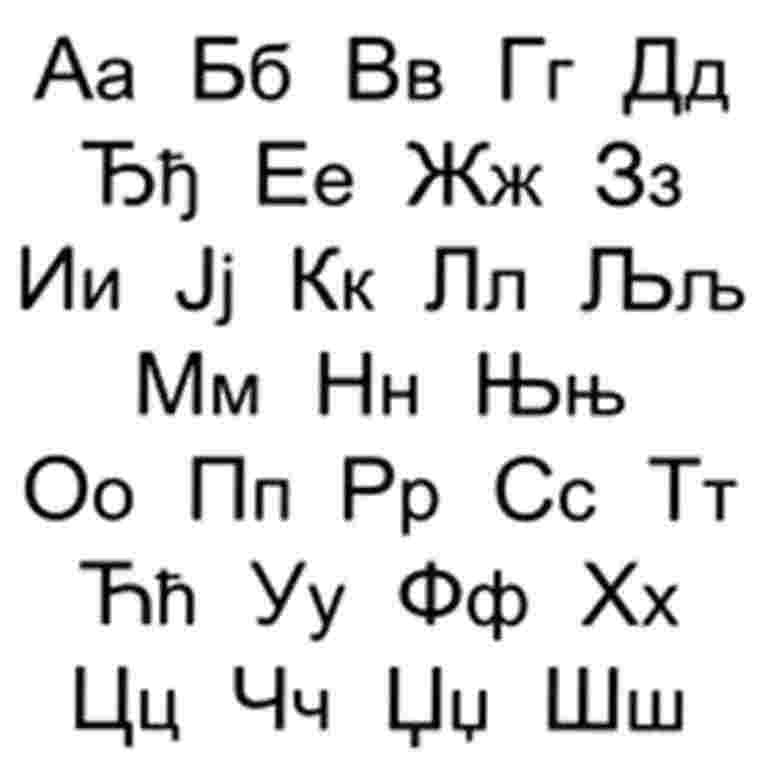 Аа Бб Вв Гг Дд
Ђђ Ее Жж Зз
Ии Јј Кк Лл Љљ
Мм Нн Њњ
Оо Пп Рр Сс Тт
Ћћ Уу Фф Хх
Цц Чч Џџ Шш